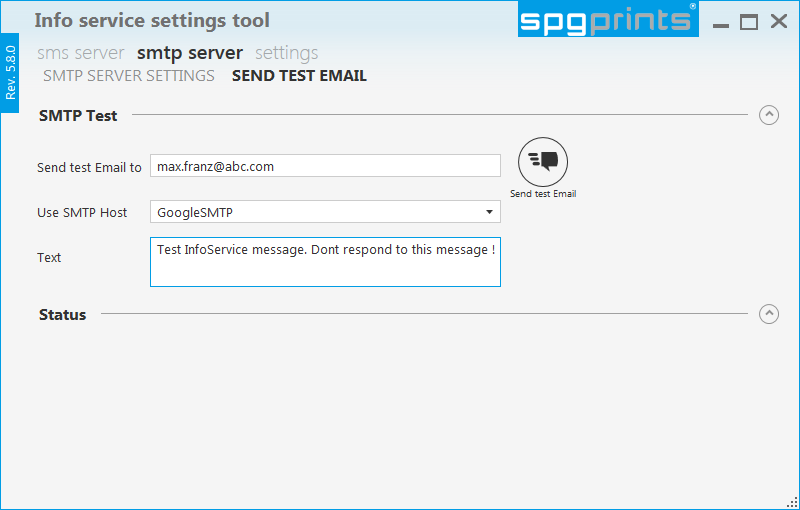 Info service settings tool
spgprints®
Rev. 5.8.0
sms server smtp server settings
SMTP SERVER SETTINGS SEND TEST EMAIL
SMTP Test
Send test Email to max.franz@abc.com
Send test Email
Use SMTP Host GoogleSMTP
Text Test InfoService message. Dont respond to this message !
Status